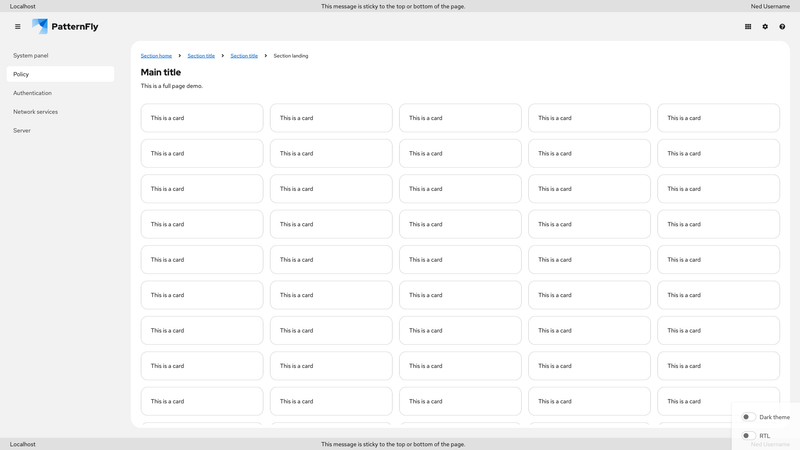 Localhost This message is sticky to the top or bottom of the page. Ned Username
PatternFly
System panel
Policy
Authentication
Network services
Server
Section home Section title Section title Section landing
Main title
This is a full page demo.
This is a card This is a card This is a card This is a card This is a card
This is a card This is a card This is a card This is a card This is a card
This is a card This is a card This is a card This is a card This is a card
This is a card This is a card This is a card This is a card This is a card
This is a card This is a card This is a card This is a card This is a card
This is a card This is a card This is a card This is a card This is a card
This is a card This is a card This is a card This is a card This is a card
This is a card This is a card This is a card This is a card This is a card
This is a card This is a card This is a card This is a card This is a card
Dark theme
RTL
Localhost This message is sticky to the top or bottom of the page. Ned Username